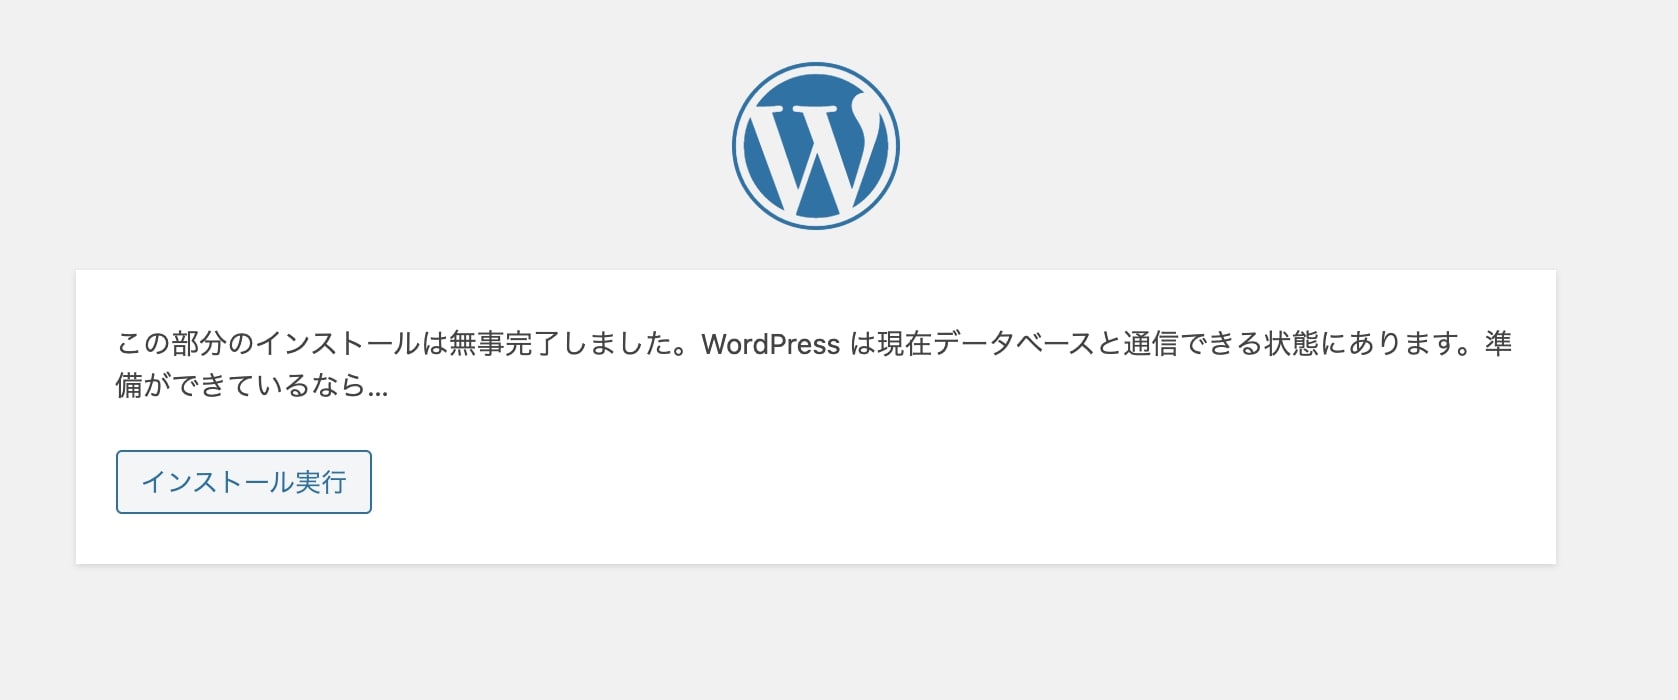 この部分のインストールは無事完了しました。WordPress は現在データベースと通信できる状態にあります。準
備ができているなら…
インストール実行